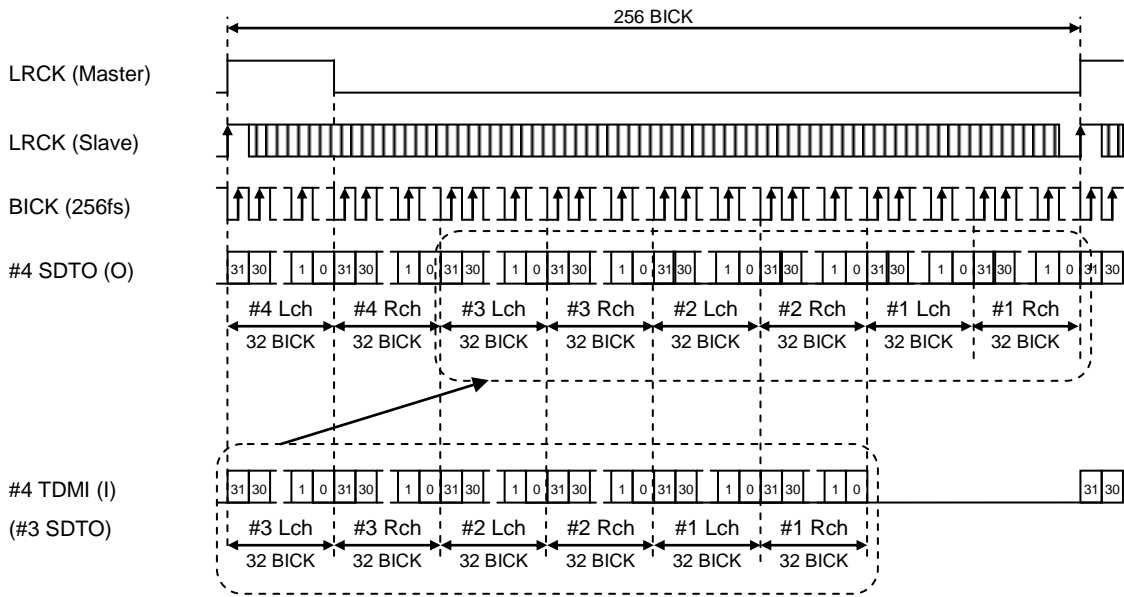 256 BICK
LRCK (Master)
LRCK (Slave)
BICK (256fs)
#4 SDTO (O)
31 30 1 0 31 30 1 0 31 30 1 0 31 30 1 0 31 30 1 0 31 30 1 0 31 30 1 0 31 30 1 0 31 30
#4 Lch #4 Rch #3 Lch #3 Rch #2 Lch #2 Rch #1 Lch #1 Rch
32 BICK 32 BICK 32 BICK 32 BICK 32 BICK 32 BICK 32 BICK 32 BICK
#4 TDMI (I)
31 30 1 0 31 30 1 0 31 30 1 0 31 30 1 0 31 30 1 0 31 30 1 0 31 30
(#3 SDTO)
#3 Lch #3 Rch #2 Lch #2 Rch #1 Lch #1 Rch
32 BICK 32 BICK 32 BICK 32 BICK 32 BICK 32 BICK